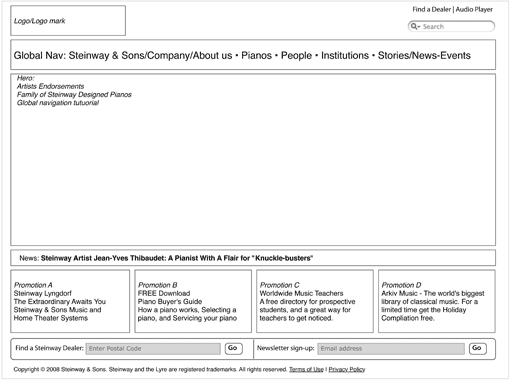 Find a Dealer | Audio Player
Logo/Logo mark
Search
Global Nav: Steinway & Sons/Company/About us • Pianos • People • Institutions • Stories/News-Events
Hero:
Artists Endorsements
Family of Steinway Designed Pianos
Global navigation tutuorial
News: Steinway Artist Jean-Yves Thibaudet: A Pianist With A Flair for "Knuckle-busters"
Promotion A
Steinway Lyngdorf
The Extraordinary Awaits You
Steinway & Sons Music and
Home Theater Systems
Promotion B
FREE Download
Piano Buyer's Guide
How a piano works, Selecting a
piano, and Servicing your piano
Promotion C
Worldwide Music Teachers
A free directory for prospective
students, and a great way for
teachers to get noticed.
Promotion D
Arkiv Music - The world's biggest
library of classical music. For a
limited time get the Holiday
Compliation free.
Find a Steinway Dealer: Enter Postal Code Go
Newsletter sign-up: Email address Go
Copyright © 2008 Steinway & Sons. Steinway and the Lyre are registered trademarks. All rights reserved. Terms of Use | Privacy Policy